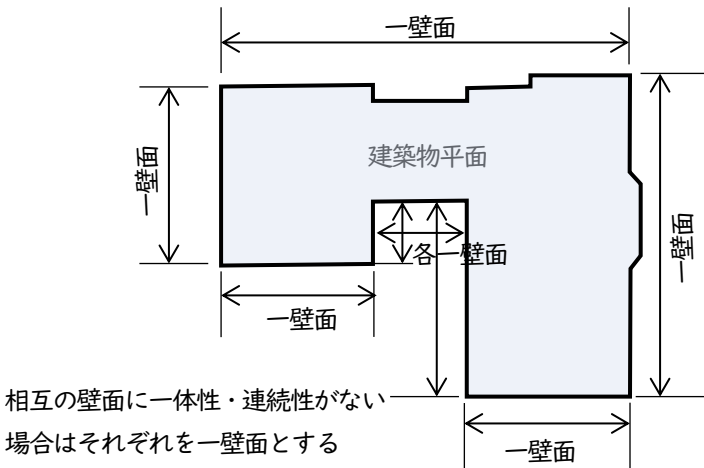 一壁面
建築物平面
一壁面
一壁面
各一壁面
一壁面
相互の壁面に一体性・連続性がない
場合はそれぞれを一壁面とする
一壁面